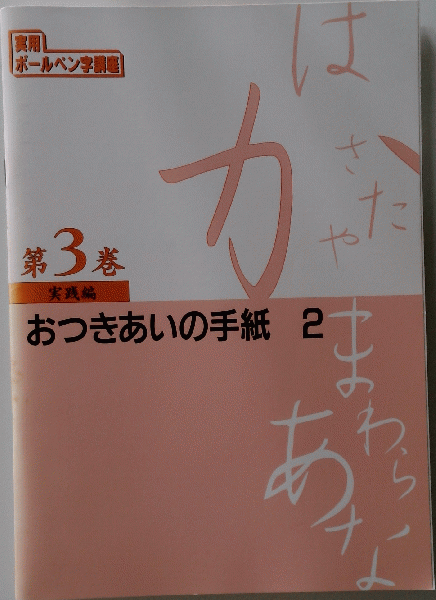 実用
ボールペン字講座
第3巻
実践編
おつきあいの手紙 2
は
か
さ
た
や
ま
わ
ら
あ
な